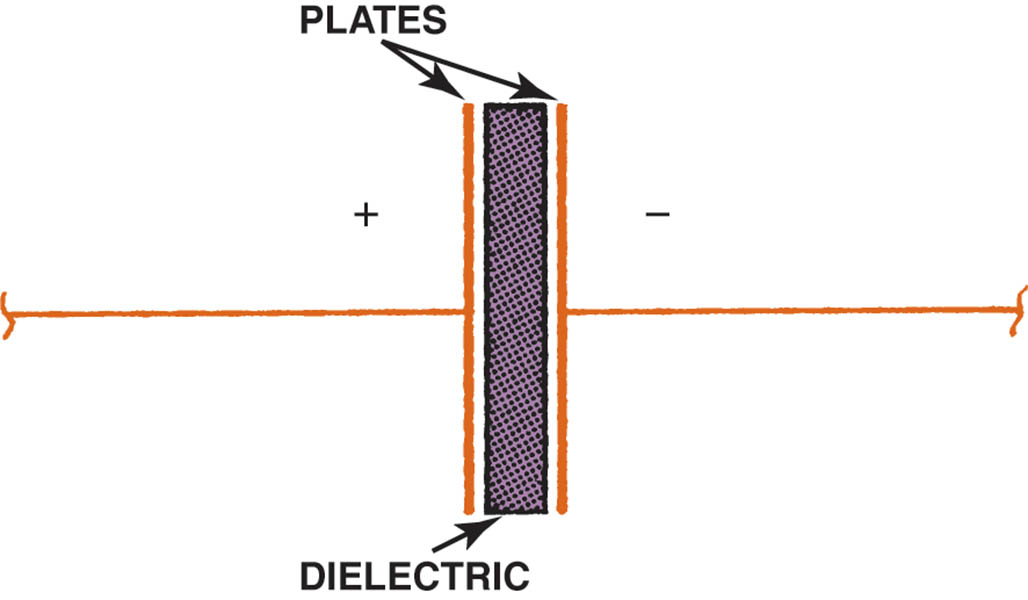 PLATES
+ −
DIELECTRIC